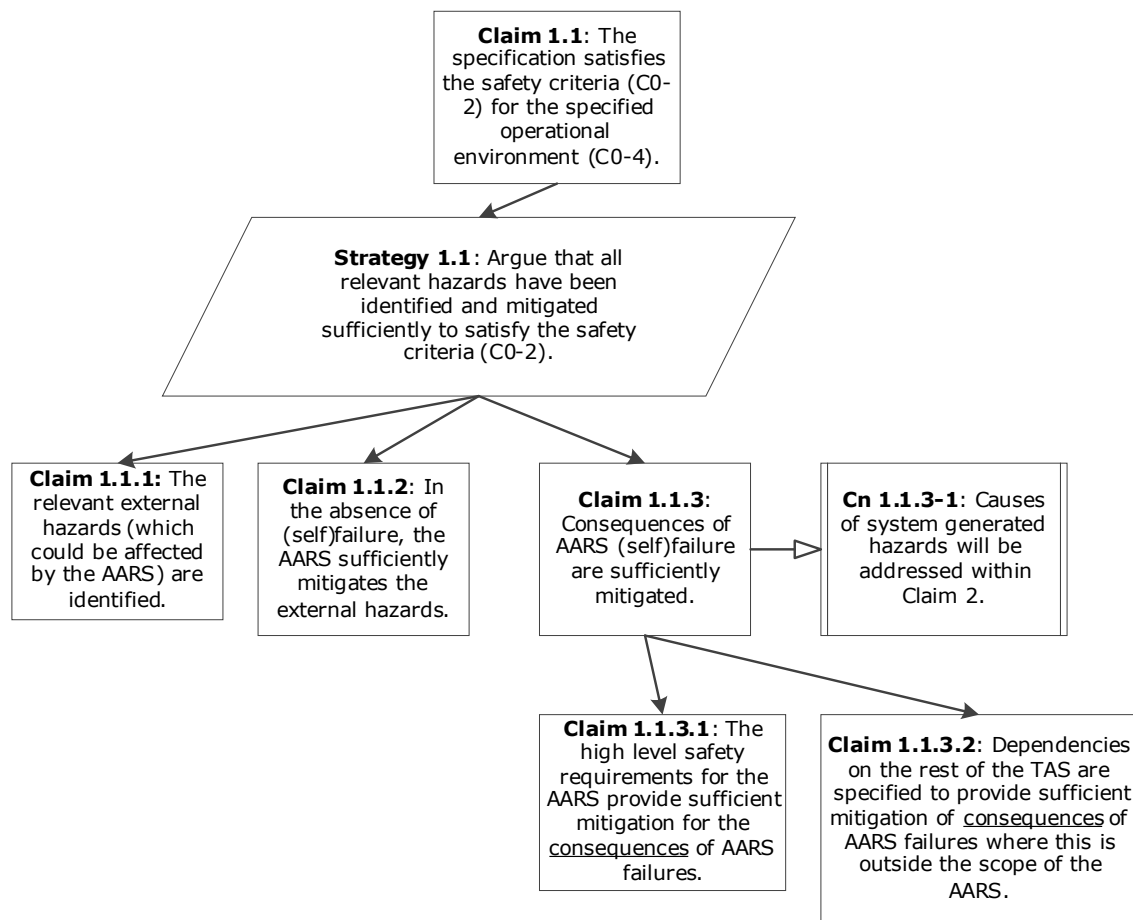 Claim 1.1: The
specification satisfies
the safety criteria (C0-
2) for the specified
operational
environment (C0-4).
Strategy 1.1: Argue that all
relevant hazards have been
identified and mitigated
sufficiently to satisfy the safety
criteria (C0-2).
Claim 1.1.1: The
relevant external
hazards (which
could be affected
by the AARS) are
identified.
Claim 1.1.2: In
the absence of
(self)failure, the
AARS sufficiently
mitigates the
external hazards.
Claim 1.1.3:
Consequences of
AARS (self)failure
are sufficiently
mitigated.
Cn 1.1.3-1: Causes
of system generated
hazards will be
addressed within
Claim 2.
Claim 1.1.3.1: The
high level safety
requirements for the
AARS provide sufficient
mitigation for the
consequences of AARS
failures.
Claim 1.1.3.2: Dependencies
on the rest of the TAS are
specified to provide sufficient
mitigation of consequences of
AARS failures where this is
outside the scope of the
AARS.